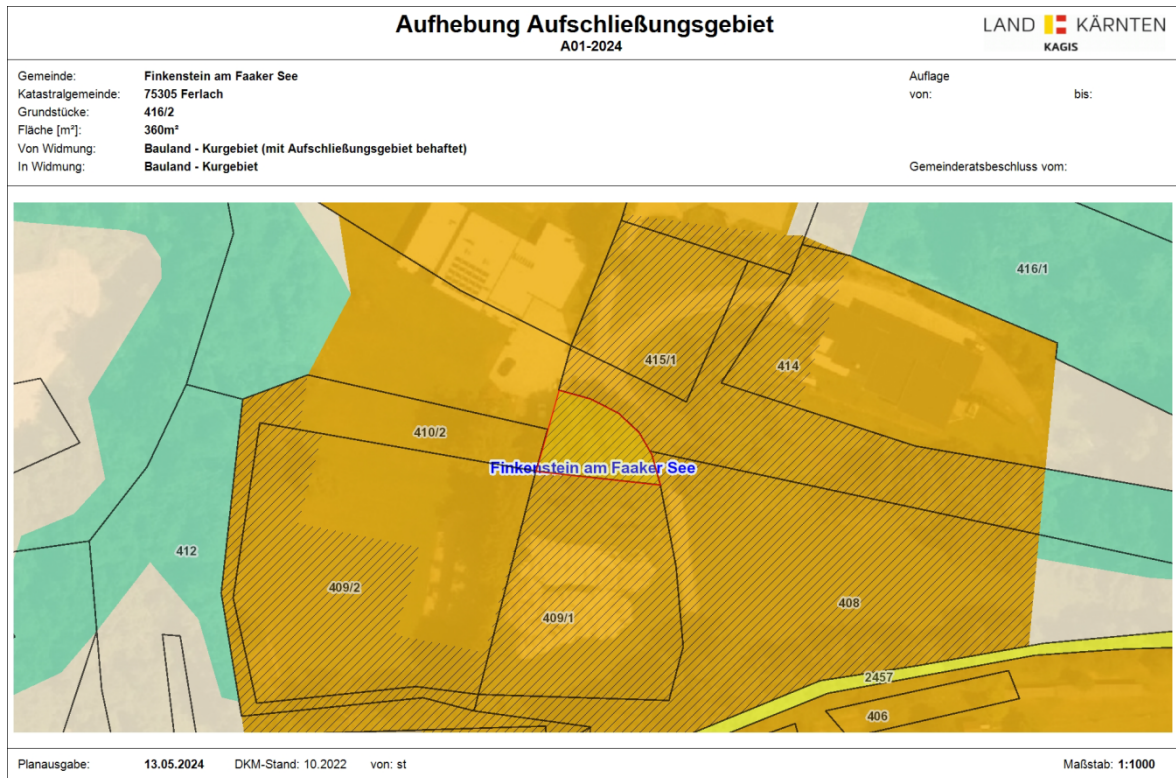 Aufhebung Aufschließungsgebiet
A01-2024
LAND KÄRNTEN
KAGIS
Gemeinde: Finkenstein am Faaker See
Katastralgemeinde: 75305 Ferlach
Grundstücke: 416/2
Fläche [m²]: 360m²
Von Widmung: Bauland - Kurgebiet (mit Aufschließungsgebiet behaftet)
In Widmung: Bauland - Kurgebiet
Auflage
von: bis:
Gemeinderatsbeschluss vom:
416/1
415/1
414
410/2
Finkenstein am Faaker See
412
409/2
409/1
408
2457
406
Planausgabe: 13.05.2024 DKM-Stand: 10.2022 von: st
Maßstab: 1:1000